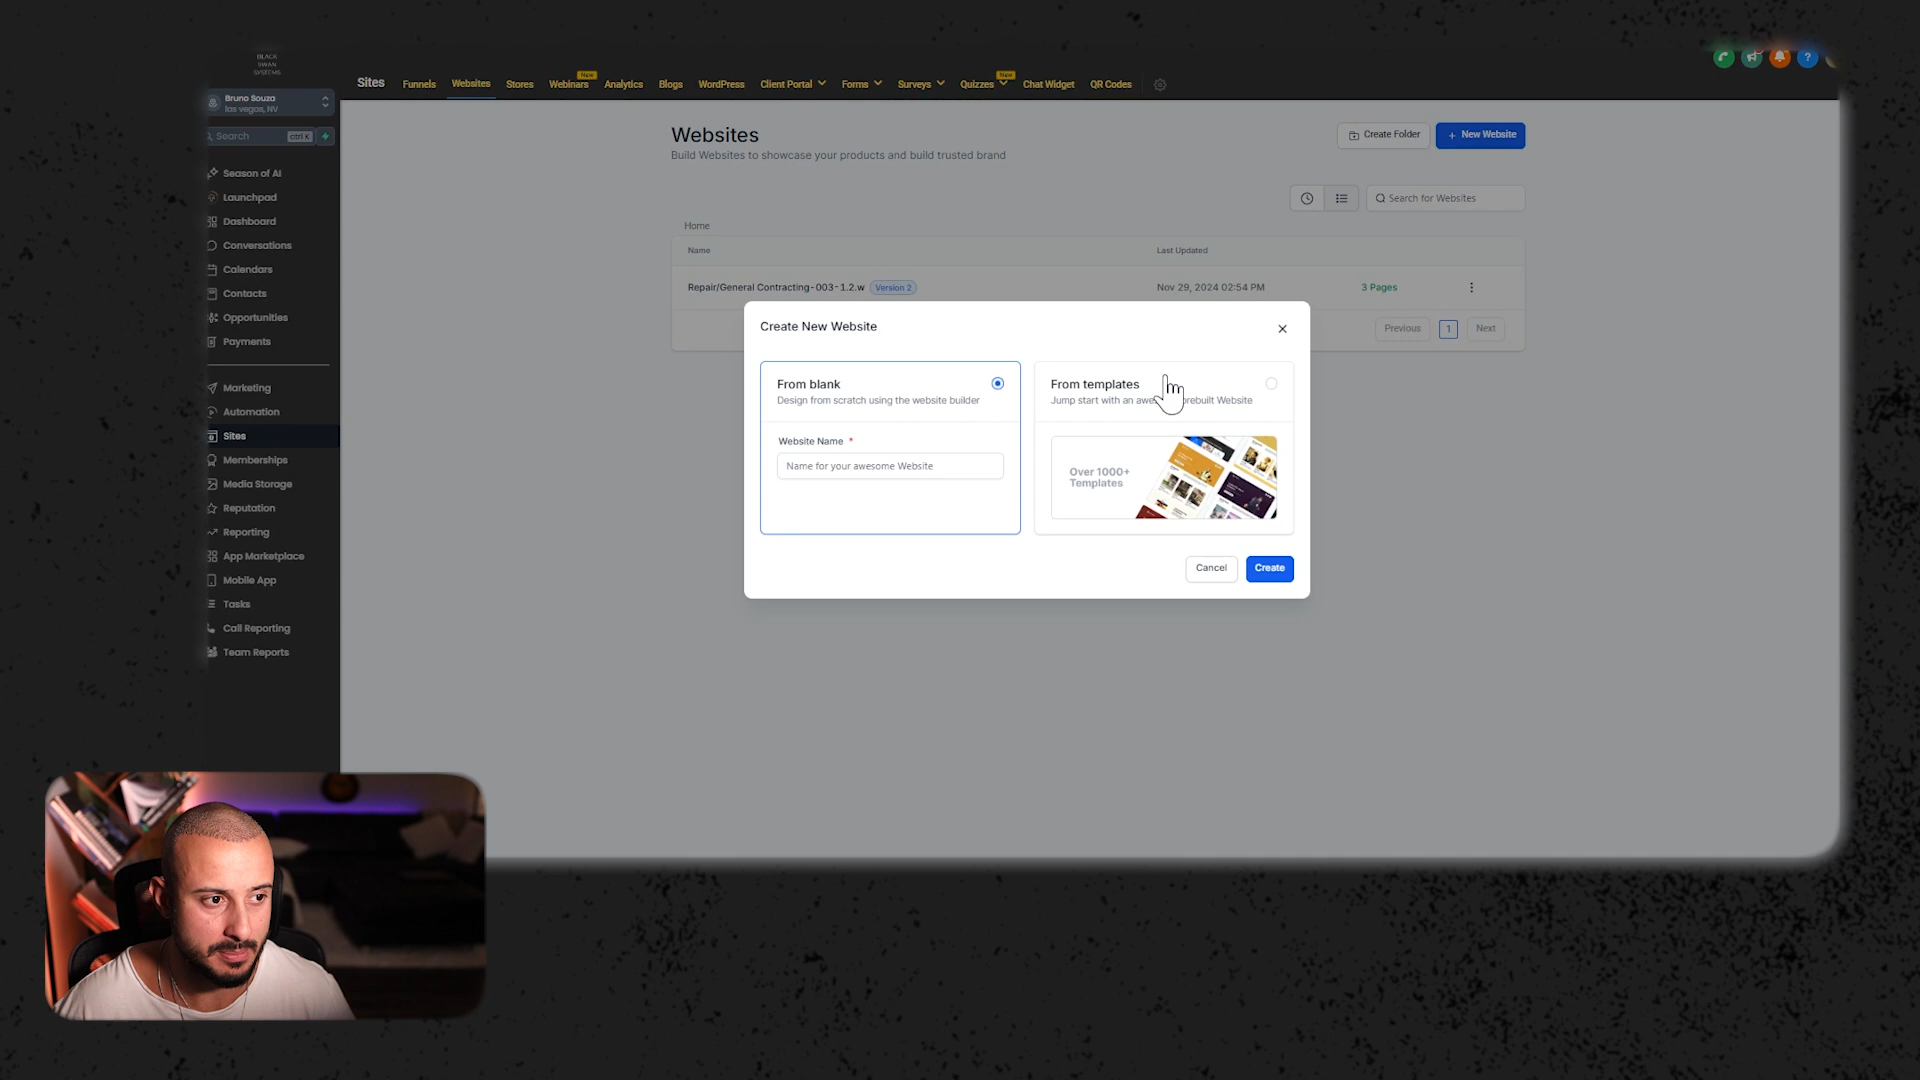 BLACK
SWAN
SYSTEMS
Bruno Souza
las vegas, NV
Search
ctrl K
Season of AI
Launchpad
Dashboard
Conversations
Calendars
Contacts
Opportunities
Payments
Marketing
Automation
Sites
Memberships
Media Storage
Reputation
Reporting
App Marketplace
Mobile App
Tasks
Call Reporting
Team Reports
Sites
Funnels
Websites
Stores
Webinars
New
Analytics
Blogs
WordPress
Client Portal
Forms
Surveys
Quizzes
New
Chat Widget
QR Codes
?
Websites
Build Websites to showcase your products and build trusted brand
Create Folder
+ New Website
Search for Websites
Home
Name
Last Updated
Repair/General Contracting-003-1.2.w
Version 2
Nov 29, 2024 02:54 PM
3 Pages
Previous
1
Next
Create New Website
From blank
Design from scratch using the website builder
Website Name *
Name for your awesome Website
From templates
Jump start with an Website
Over 1000+
Templates
Cancel
Create